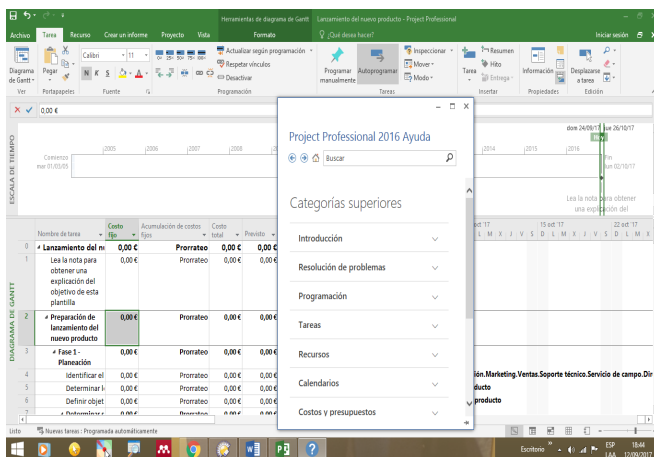 Herramientas de diagrama de Gantt
Lanzamiento del nuevo producto - Project Professional
Archivo Tarea Recurso Crear un informe Proyecto Vista Formato ¿Qué desea hacer? Iniciar sesión
Diagrama de Gantt
Pegar
Calibri 11
N K S
Actualizar según programación
Respetar vínculos
Desactivar
Programar manualmente
Autoprogramar
Inspeccionar
Mover
Modo
Tarea
Resumen
Hito
Entrega
Información
Desplazarse a tarea
Ver Portapapeles Fuente Programación Tareas Insertar Propiedades Edición
0,00 €
ESCALA DE TIEMPO
dom 24/09/17 jue 26/10/17
2005 2006 2007 2008 2014 2015 2016
Comienzo
mar 01/03/05
Fin
lun 02/10/17
Lea la nota para obtener
una explicación del
Project Professional 2016 Ayuda
Buscar
Categorías superiores
Introducción
Resolución de problemas
Programación
Tareas
Recursos
Calendarios
Costos y presupuestos
DIAGRAMA DE GANTT
Nombre de tarea Costo fijo Acumulación de costos fijos Costo total Previsto
oct '17 15 oct '17 22 oct '17
L M X J V S D L M X J V S D L M X
0 Lanzamiento del nu 0,00 € Prorrateo 0,00 € 0,00 €
1 Lea la nota para obtener una explicación del objetivo de esta plantilla 0,00 € Prorrateo 0,00 € 0,00 €
2 Preparación de lanzamiento del nuevo producto 0,00 € Prorrateo 0,00 € 0,00 €
3 Fase 1 - Planeación 0,00 € Prorrateo 0,00 € 0,00 €
4 Identificar el 0,00 € Prorrateo 0,00 € 0,00 €
ión.Marketing.Ventas.Soporte técnico.Servicio de campo.Dir
5 Determinar l 0,00 € Prorrateo 0,00 € 0,00 €
ducto
6 Definir objet 0,00 € Prorrateo 0,00 € 0,00 €
producto
Listo Nuevas tareas : Programada automáticamente
Escritorio ESP 18:44
LAA 12/09/2017